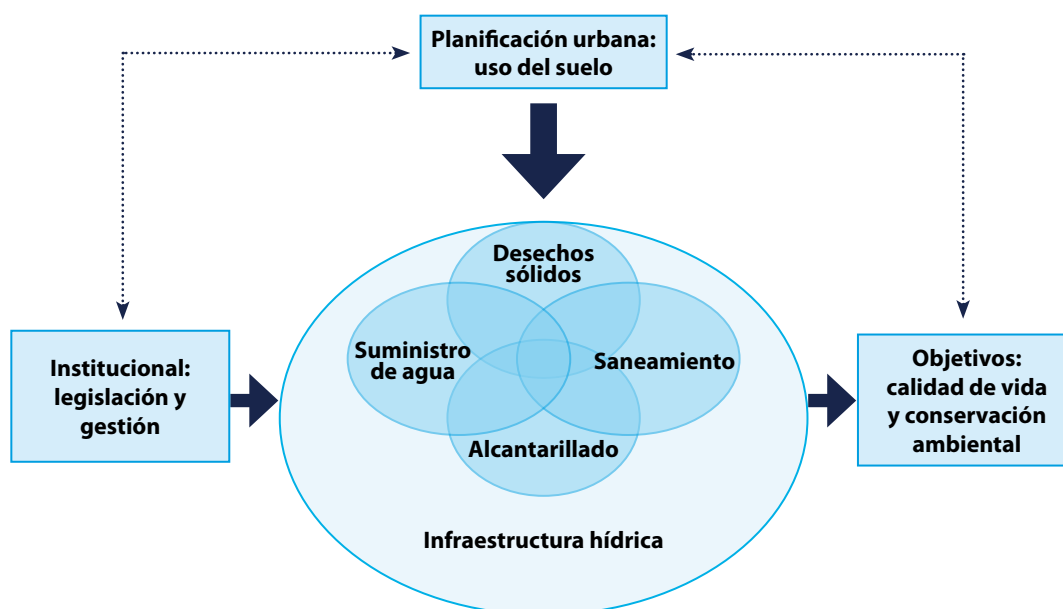 Planificación urbana:
uso del suelo
Desechos
sólidos
Suministro
de agua
Saneamiento
Alcantarillado
Infraestructura hídrica
Institucional:
legislación y
gestión
Objetivos:
calidad de vida
y conservación
ambiental